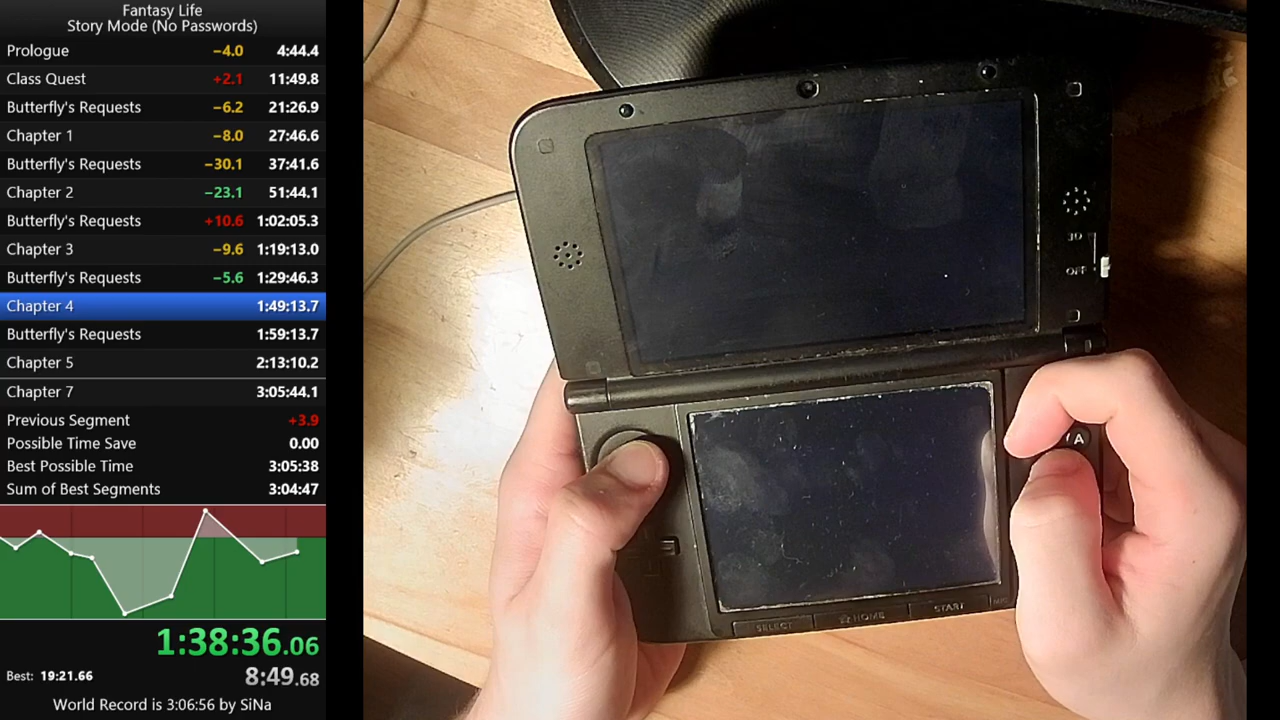 Fantasy Life
Story Mode (No Passwords)
Prologue −4.0 4:44.4
Class Quest +2.1 11:49.8
Butterfly's Requests −6.2 21:26.9
Chapter 1 −8.0 27:46.6
Butterfly's Requests −30.1 37:41.6
Chapter 2 −23.1 51:44.1
Butterfly's Requests +10.6 1:02:05.3
Chapter 3 −9.6 1:19:13.0
Butterfly's Requests −5.6 1:29:46.3
Chapter 4 1:49:13.7
Butterfly's Requests 1:59:13.7
Chapter 5 2:13:10.2
Chapter 7 3:05:44.1
Previous Segment +3.9
Possible Time Save 0.00
Best Possible Time 3:05:38
Sum of Best Segments 3:04:47
1:38:36.06
Best: 19:21.66 8:49.68
World Record is 3:06:56 by SiNa
3D
OFF
A
SELECT
HOME
START